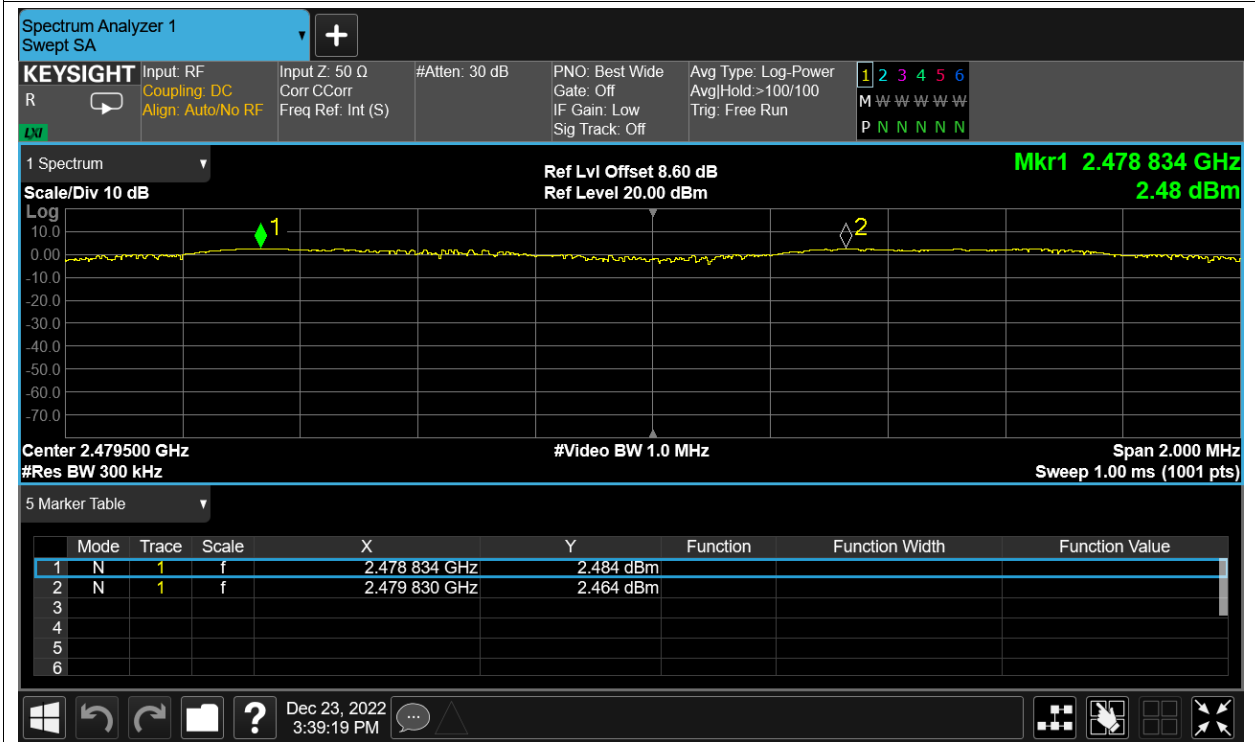 Spectrum Analyzer 1
Swept SA
KEYSIGHT Input: RF Input Z: 50 Ω #Atten: 30 dB PNO: Best Wide Avg Type: Log-Power 1 2 3 4 5 6
R Coupling: DC Corr CCorr Gate: Off Avg|Hold:>100/100 M W W W W W
Align: Auto/No RF Freq Ref: Int (S) IF Gain: Low Trig: Free Run
LXI Sig Track: Off P N N N N N
1 Spectrum Ref Lvl Offset 8.60 dB Mkr1 2.478 834 GHz
Scale/Div 10 dB Ref Level 20.00 dBm 2.48 dBm
Log
10.0
1 2
0.00
-10.0
-20.0
-30.0
-40.0
-50.0
-60.0
-70.0
Center 2.479500 GHz #Video BW 1.0 MHz Span 2.000 MHz
#Res BW 300 kHz Sweep 1.00 ms (1001 pts)
5 Marker Table
Mode Trace Scale X Y Function Function Width Function Value
1 N 1 f 2.478 834 GHz 2.484 dBm
2 N 1 f 2.479 830 GHz 2.464 dBm
3
4
5
6
? Dec 23, 2022
3:39:19 PM